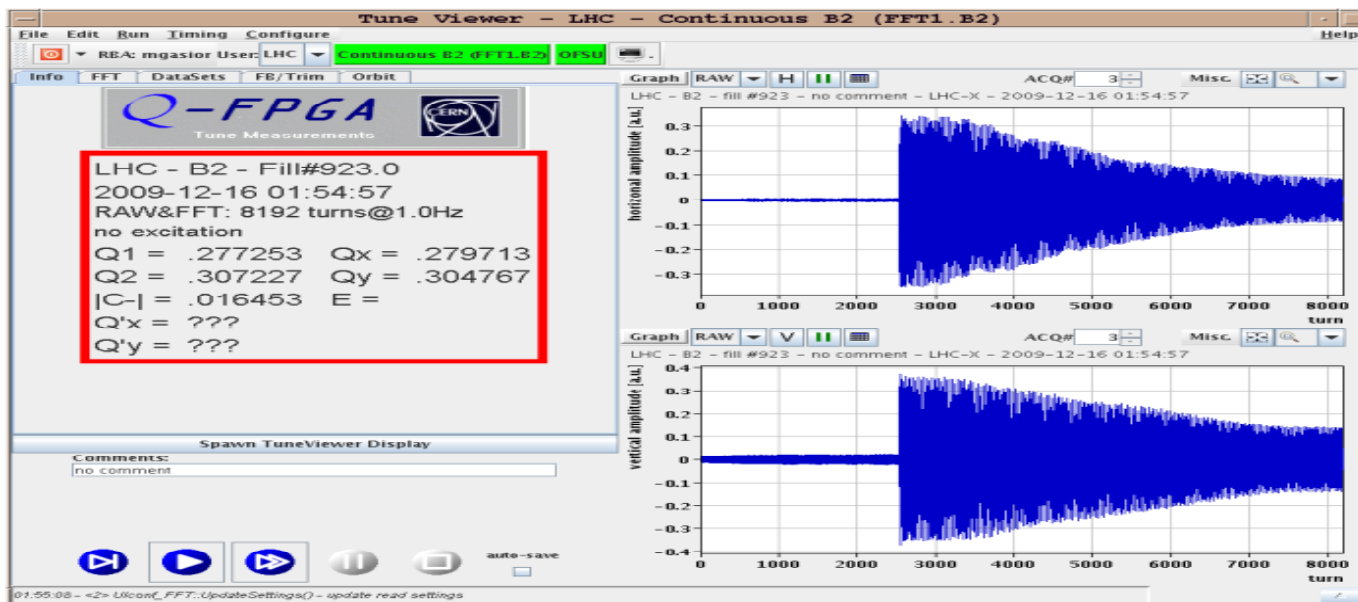 Tune Viewer - LHC - Continuous B2 (FFT1.B2)
File Edit Run Timing Configure Help
RBA: mgasior User: LHC Continuous B2 (FFT1.B2) OFSU
Info FFT DataSets FB/Trim Orbit
Q-FPGA
Tune Measurements
CERN
LHC - B2 - Fill#923.0
2009-12-16 01:54:57
RAW&FFT: 8192 turns@1.0Hz
no excitation
Q1 = .277253 Qx = .279713
Q2 = .307227 Qy = .304767
|C-| = .016453 E =
Q'x = ???
Q'y = ???
Spawn TuneViewer Display
Comments:
no comment
auto-save
01:55:08 - <2> UIconf_FFT::UpdateSettings() - update read settings
Graph RAW H ACQ# 3 Misc.
LHC - B2 - fill #923 - no comment - LHC-X - 2009-12-16 01:54:57
horizonal amplitude [a.u.]
0.3
0.2
0.1
0
-0.1
-0.2
-0.3
0 1000 2000 3000 4000 5000 6000 7000 8000
turn
Graph RAW V ACQ# 3 Misc.
LHC - B2 - fill #923 - no comment - LHC-X - 2009-12-16 01:54:57
vertical amplitude [a.u.]
0.4
0.3
0.2
0.1
0
-0.1
-0.2
-0.3
-0.4
0 1000 2000 3000 4000 5000 6000 7000 8000
turn